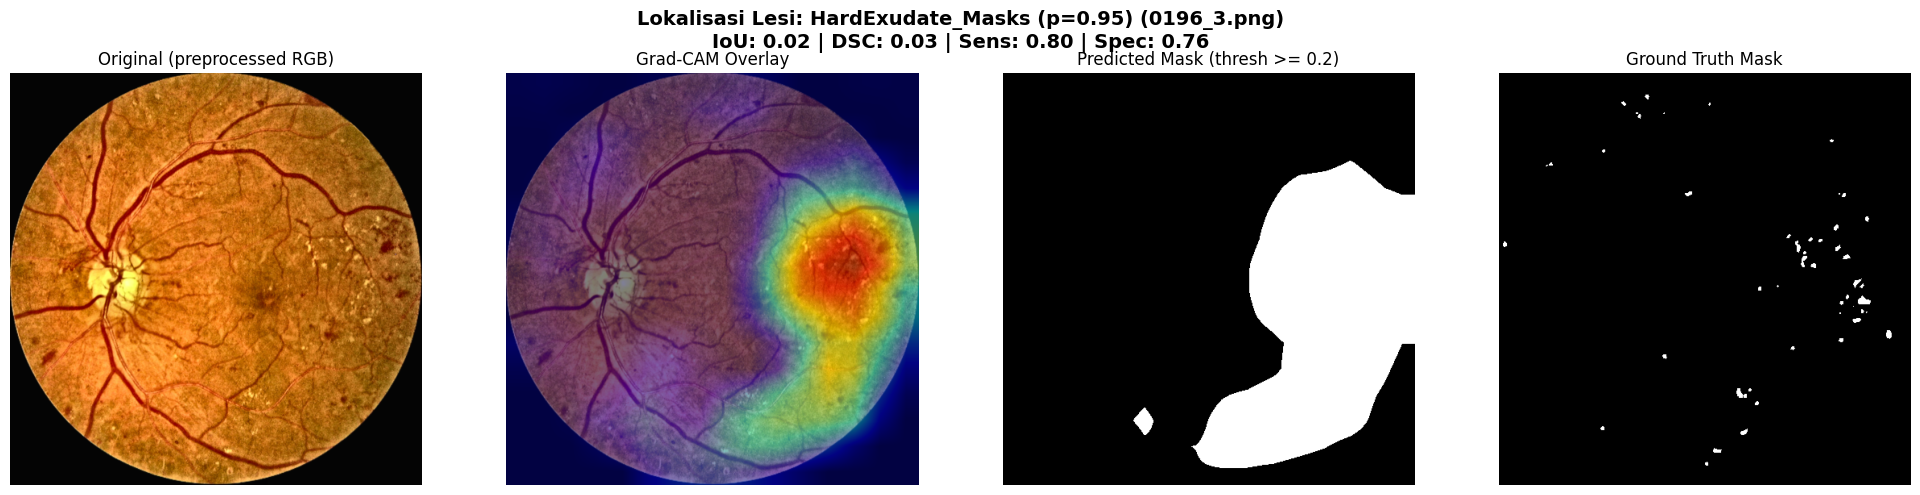 Lokalisasi Lesi: HardExudate_Masks (p=0.95) (0196_3.png)
IoU: 0.02 | DSC: 0.03 | Sens: 0.80 | Spec: 0.76
Original (preprocessed RGB)
Grad-CAM Overlay
Predicted Mask (thresh >= 0.2)
Ground Truth Mask